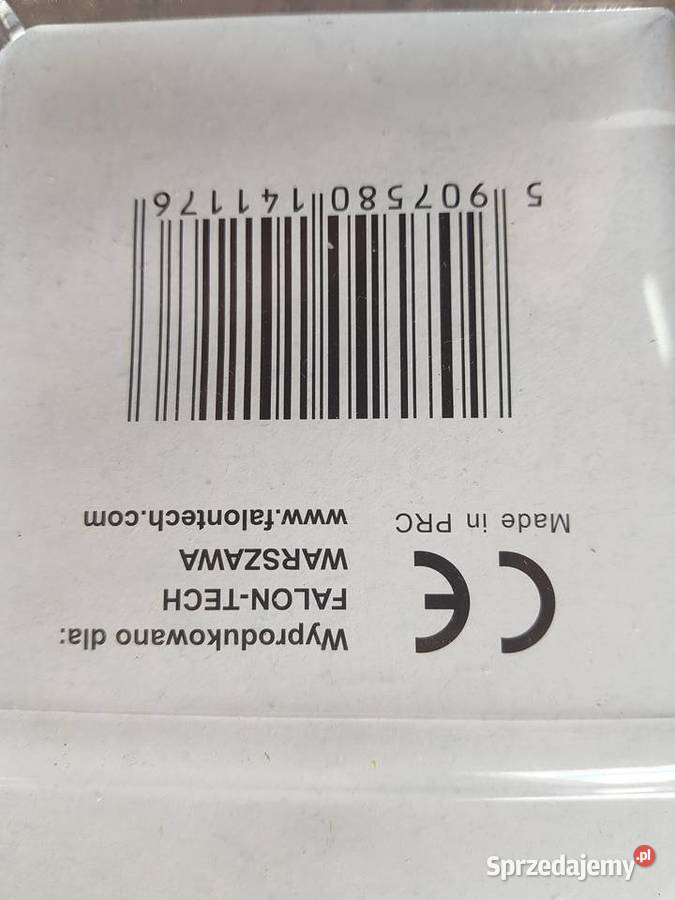 CE
Made in PRC
Wyprodukowano dla:
FALON-TECH
WARSZAWA
www.falontech.com
5 907580 141176
Sprzedajemy.pl